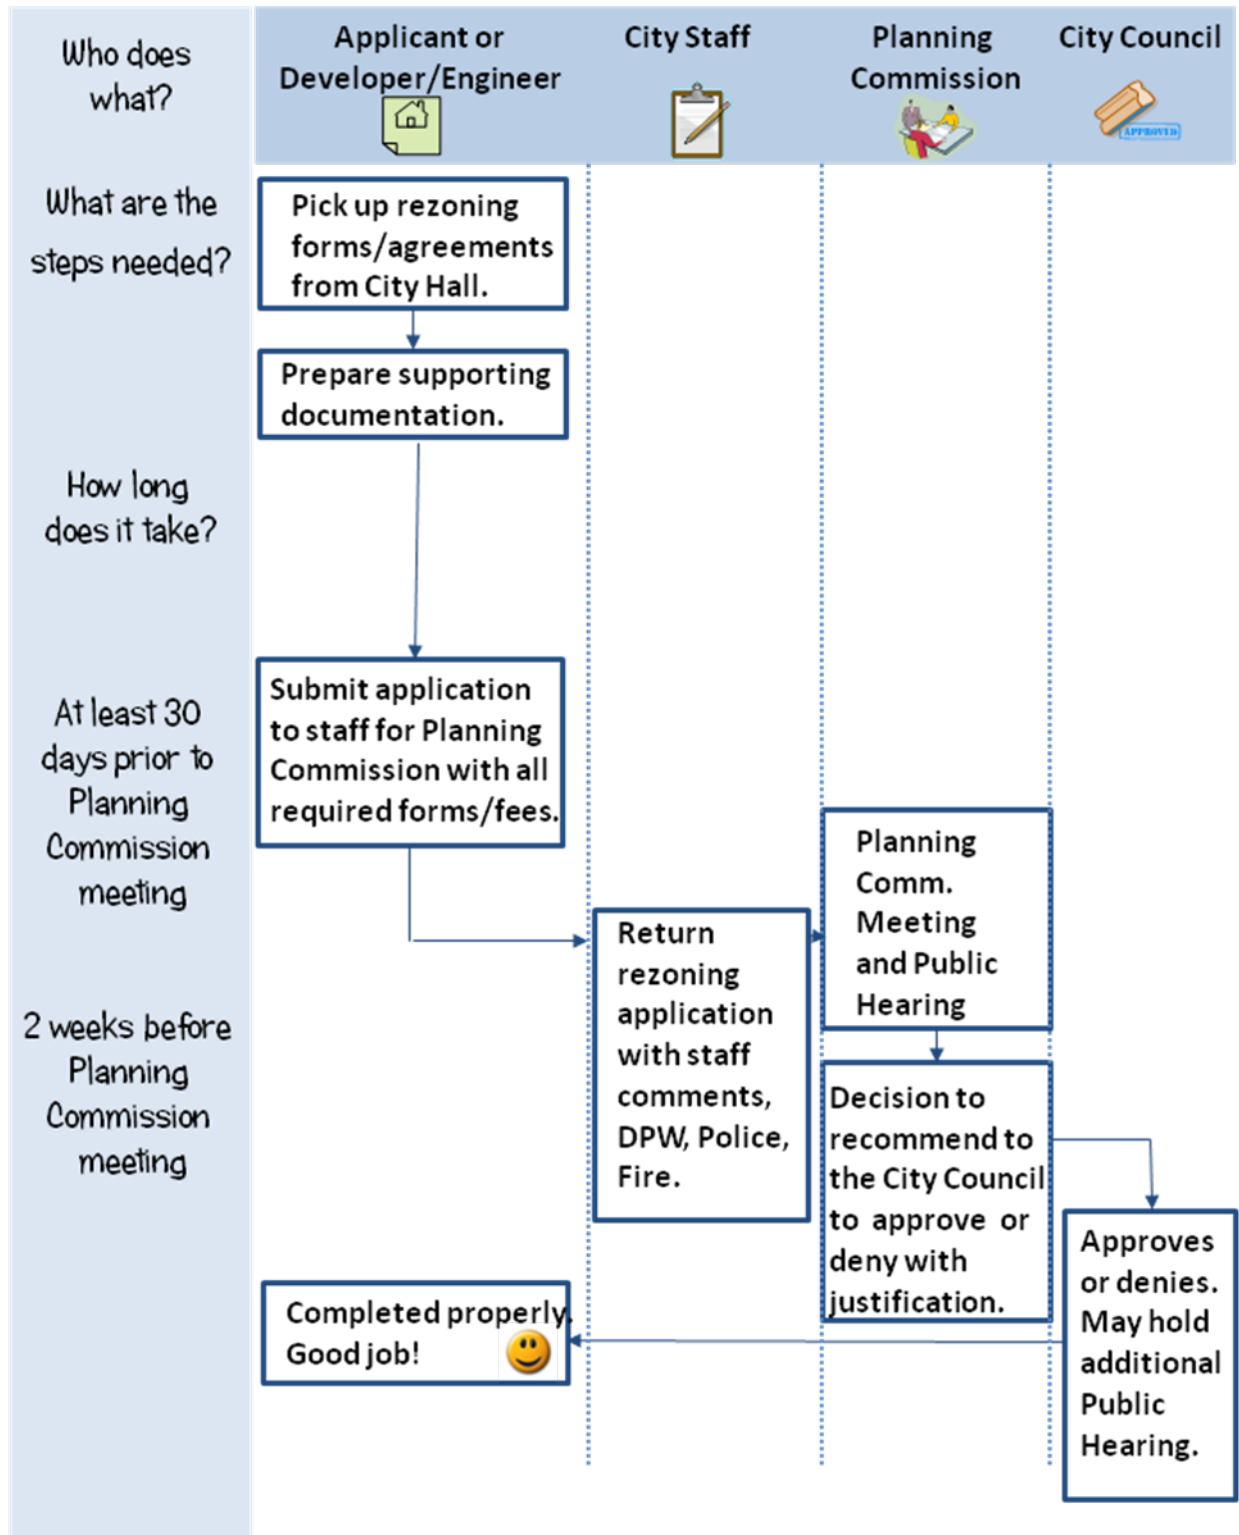 Who does
what?
Applicant or
Developer/Engineer
City Staff
Planning
Commission
City Council
APPROVED
What are the
steps needed?
Pick up rezoning
forms/agreements
from City Hall.
Prepare supporting
documentation.
How long
does it take?
At least 30
days prior to
Planning
Commission
meeting
Submit application
to staff for Planning
Commission with all
required forms/fees.
2 weeks before
Planning
Commission
meeting
Return
rezoning
application
with staff
comments,
DPW, Police,
Fire.
Planning
Comm.
Meeting
and Public
Hearing
Decision to
recommend to
the City Council
to approve or
deny with
justification.
Approves
or denies.
May hold
additional
Public
Hearing.
Completed properly.
Good job!